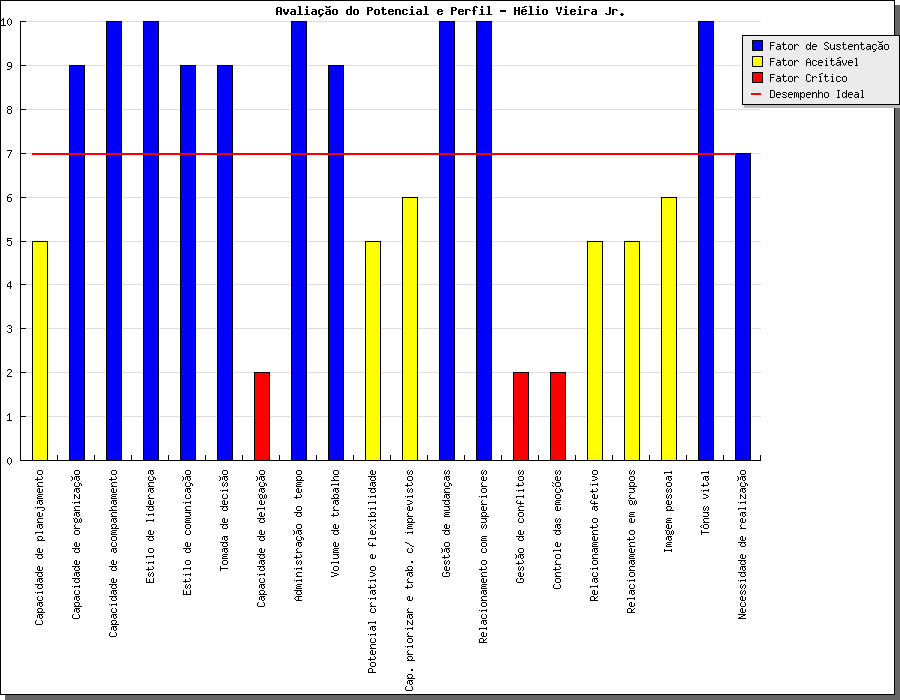 Avaliação do Potencial e Perfil - Hélio Vieira Jr.
Fator de Sustentação
Fator Aceitável
Fator Crítico
Desempenho Ideal
10
9
8
7
6
5
4
3
2
1
0
Capacidade de planejamento
Capacidade de organização
Capacidade de acompanhamento
Estilo de liderança
Estilo de comunicação
Tomada de decisão
Capacidade de delegação
Administração do tempo
Volume de trabalho
Potencial criativo e flexibilidade
Cap. priorizar e trab. c/ imprevistos
Gestão de mudanças
Relacionamento com superiores
Gestão de conflitos
Controle das emoções
Relacionamento afetivo
Relacionamento em grupos
Imagem pessoal
Tônus vital
Necessidade de realização